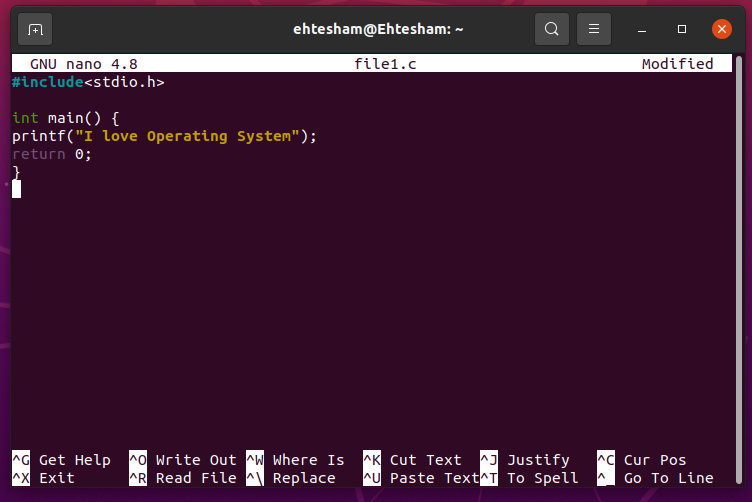 ehtesham@Ehtesham: ~
GNU nano 4.8 file1.c Modified
#include<stdio.h>
int main() {
printf("I love Operating System");
return 0;
}
^G Get Help ^O Write Out ^W Where Is ^K Cut Text ^J Justify ^C Cur Pos
^X Exit ^R Read File ^\ Replace ^U Paste Text ^T To Spell ^_ Go To Line